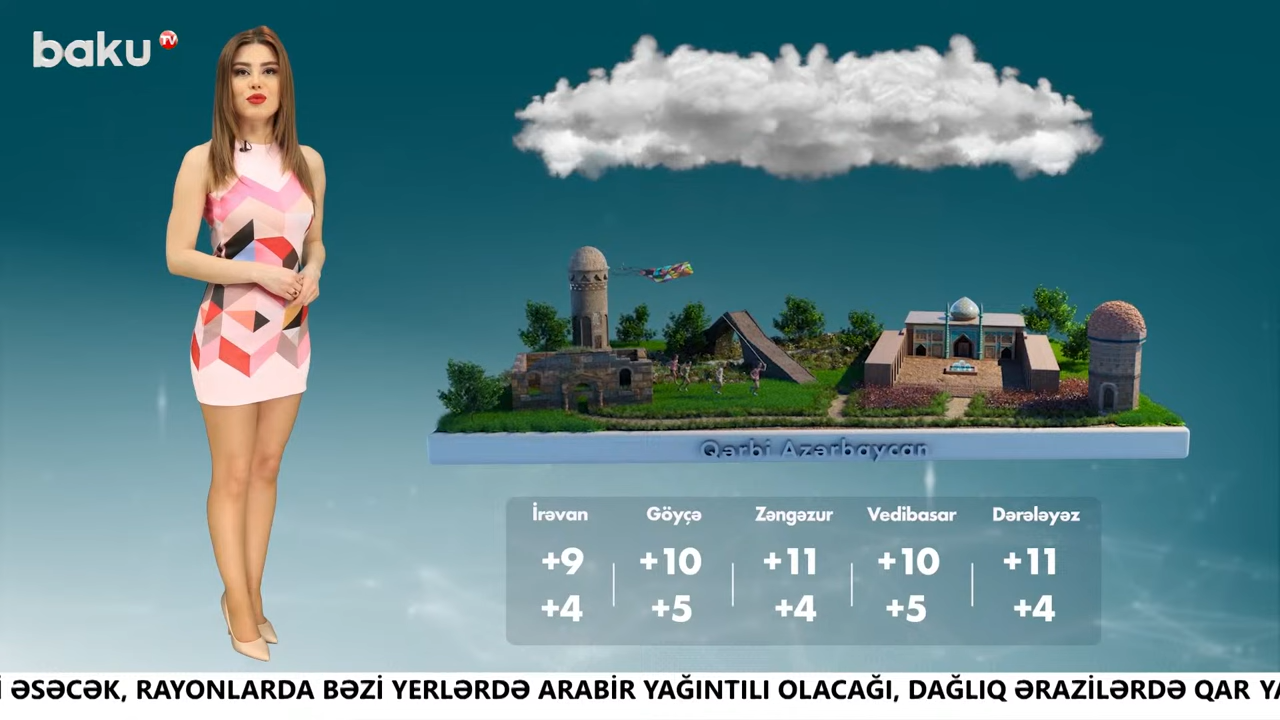 baku TV
Qərbi Azərbaycan
İrəvan Göyçə Zəngəzur Vedibasar Dərələyəz
+9 +10 +11 +10 +11
+4 +5 +4 +5 +4
ƏSƏCƏK, RAYONLARDA BƏZİ YERLƏRDƏ ARABİR YAĞINTILI OLACAĞI, DAĞLIQ ƏRAZİLƏRDƏ QAR